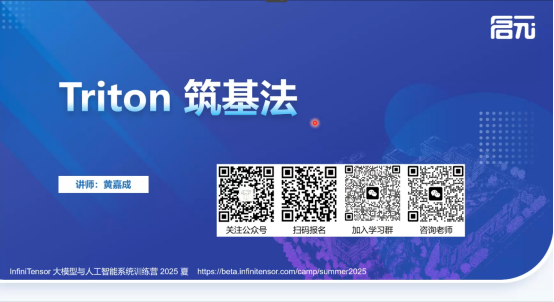 启元
Triton 筑基法
讲师：黄嘉成
关注公众号
扫码报名
加入学习群
咨询老师
InfiniTensor 大模型与人工智能系统训练营 2025 夏 https://beta.infinitensor.com/camp/summer2025